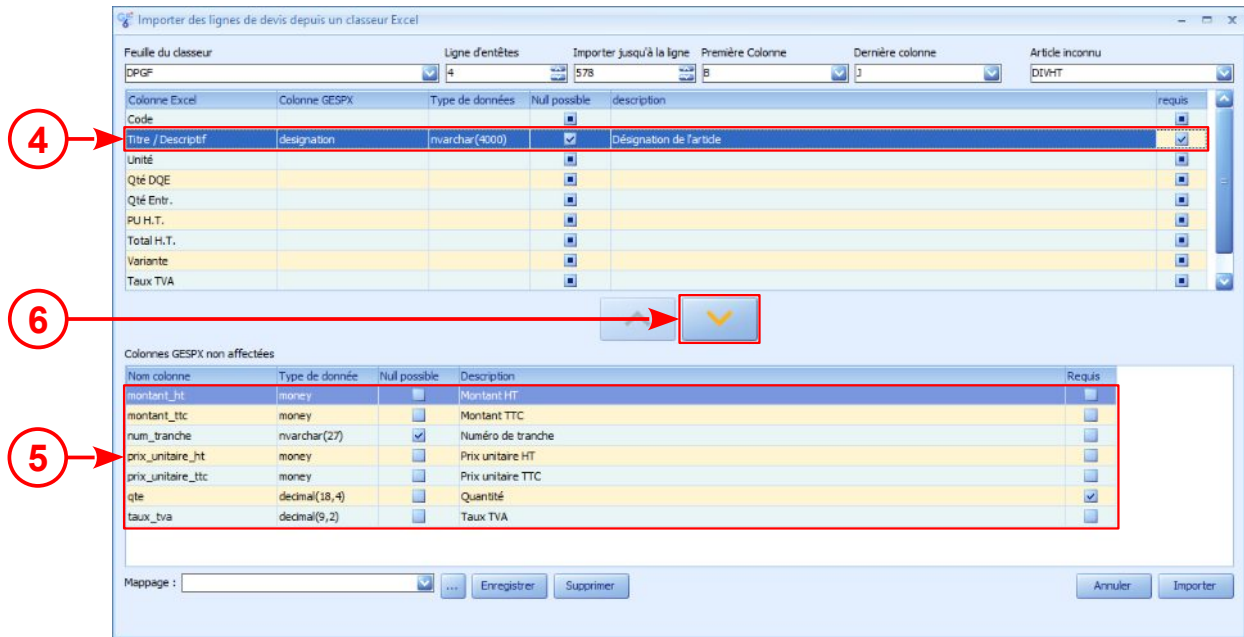 Importer des lignes de devis depuis un classeur Excel
Feuille du classeur Ligne d'entêtes Importer jusqu'à la ligne Première Colonne Dernière colonne Article inconnu
DPGF 4 578 B J DIVHT
Colonne Excel Colonne GESPX Type de données Null possible description requis
Code
4 Titre / Descriptif designation nvarchar(4000) Désignation de l'article
Unité
Qté DQE
Qté Entr.
PU H.T.
Total H.T.
Variante
Taux TVA
6
Colonnes GESPX non affectées
Nom colonne Type de donnée Null possible Description Requis
montant_ht money Montant HT
montant_ttc money Montant TTC
num_tranche nvarchar(27) Numéro de tranche
5 prix_unitaire_ht money Prix unitaire HT
prix_unitaire_ttc money Prix unitaire TTC
qte decimal(18,4) Quantité
taux_tva decimal(9,2) Taux TVA
Mappage : ... Enregistrer Supprimer Annuler Importer